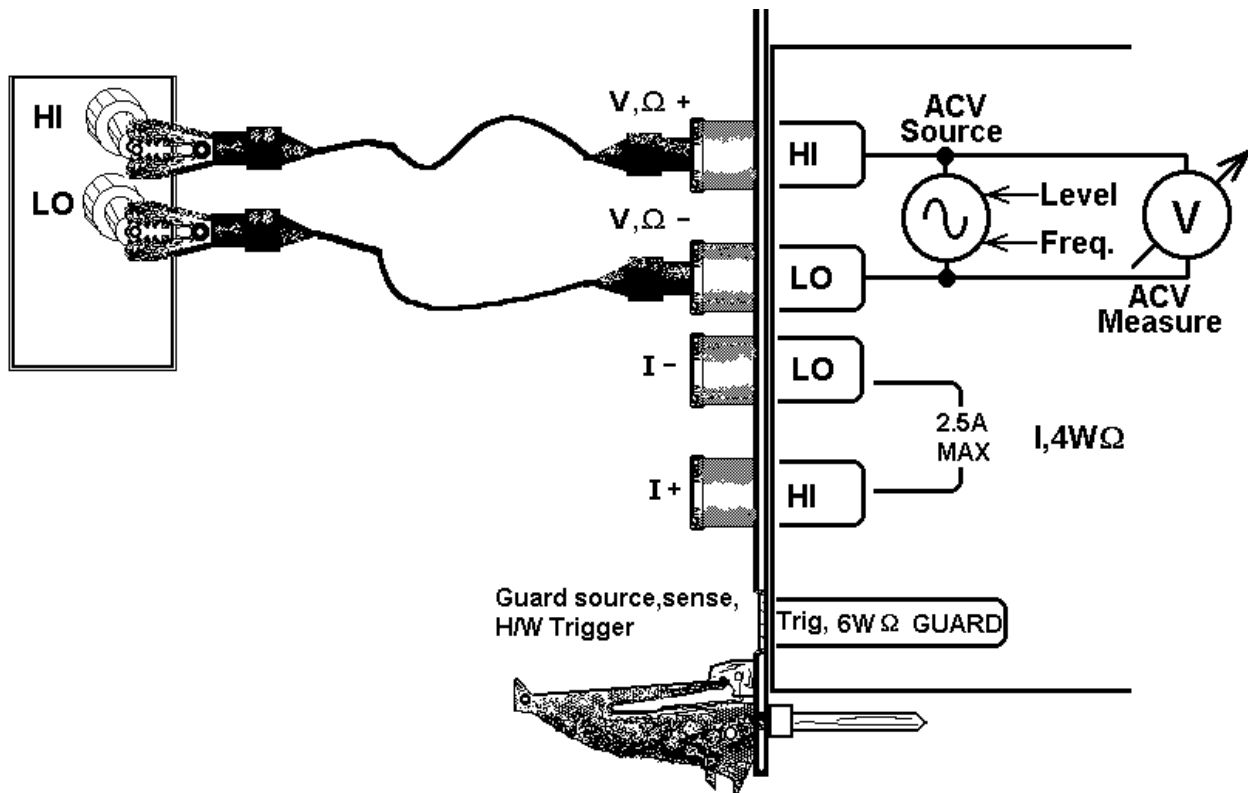 HI
LO
V,Ω +
V,Ω −
I −
I +
HI
LO
LO
HI
ACV
Source
Level
Freq.
V
ACV
Measure
2.5A
MAX
I,4WΩ
Guard source,sense,
H/W Trigger
Trig, 6W Ω GUARD